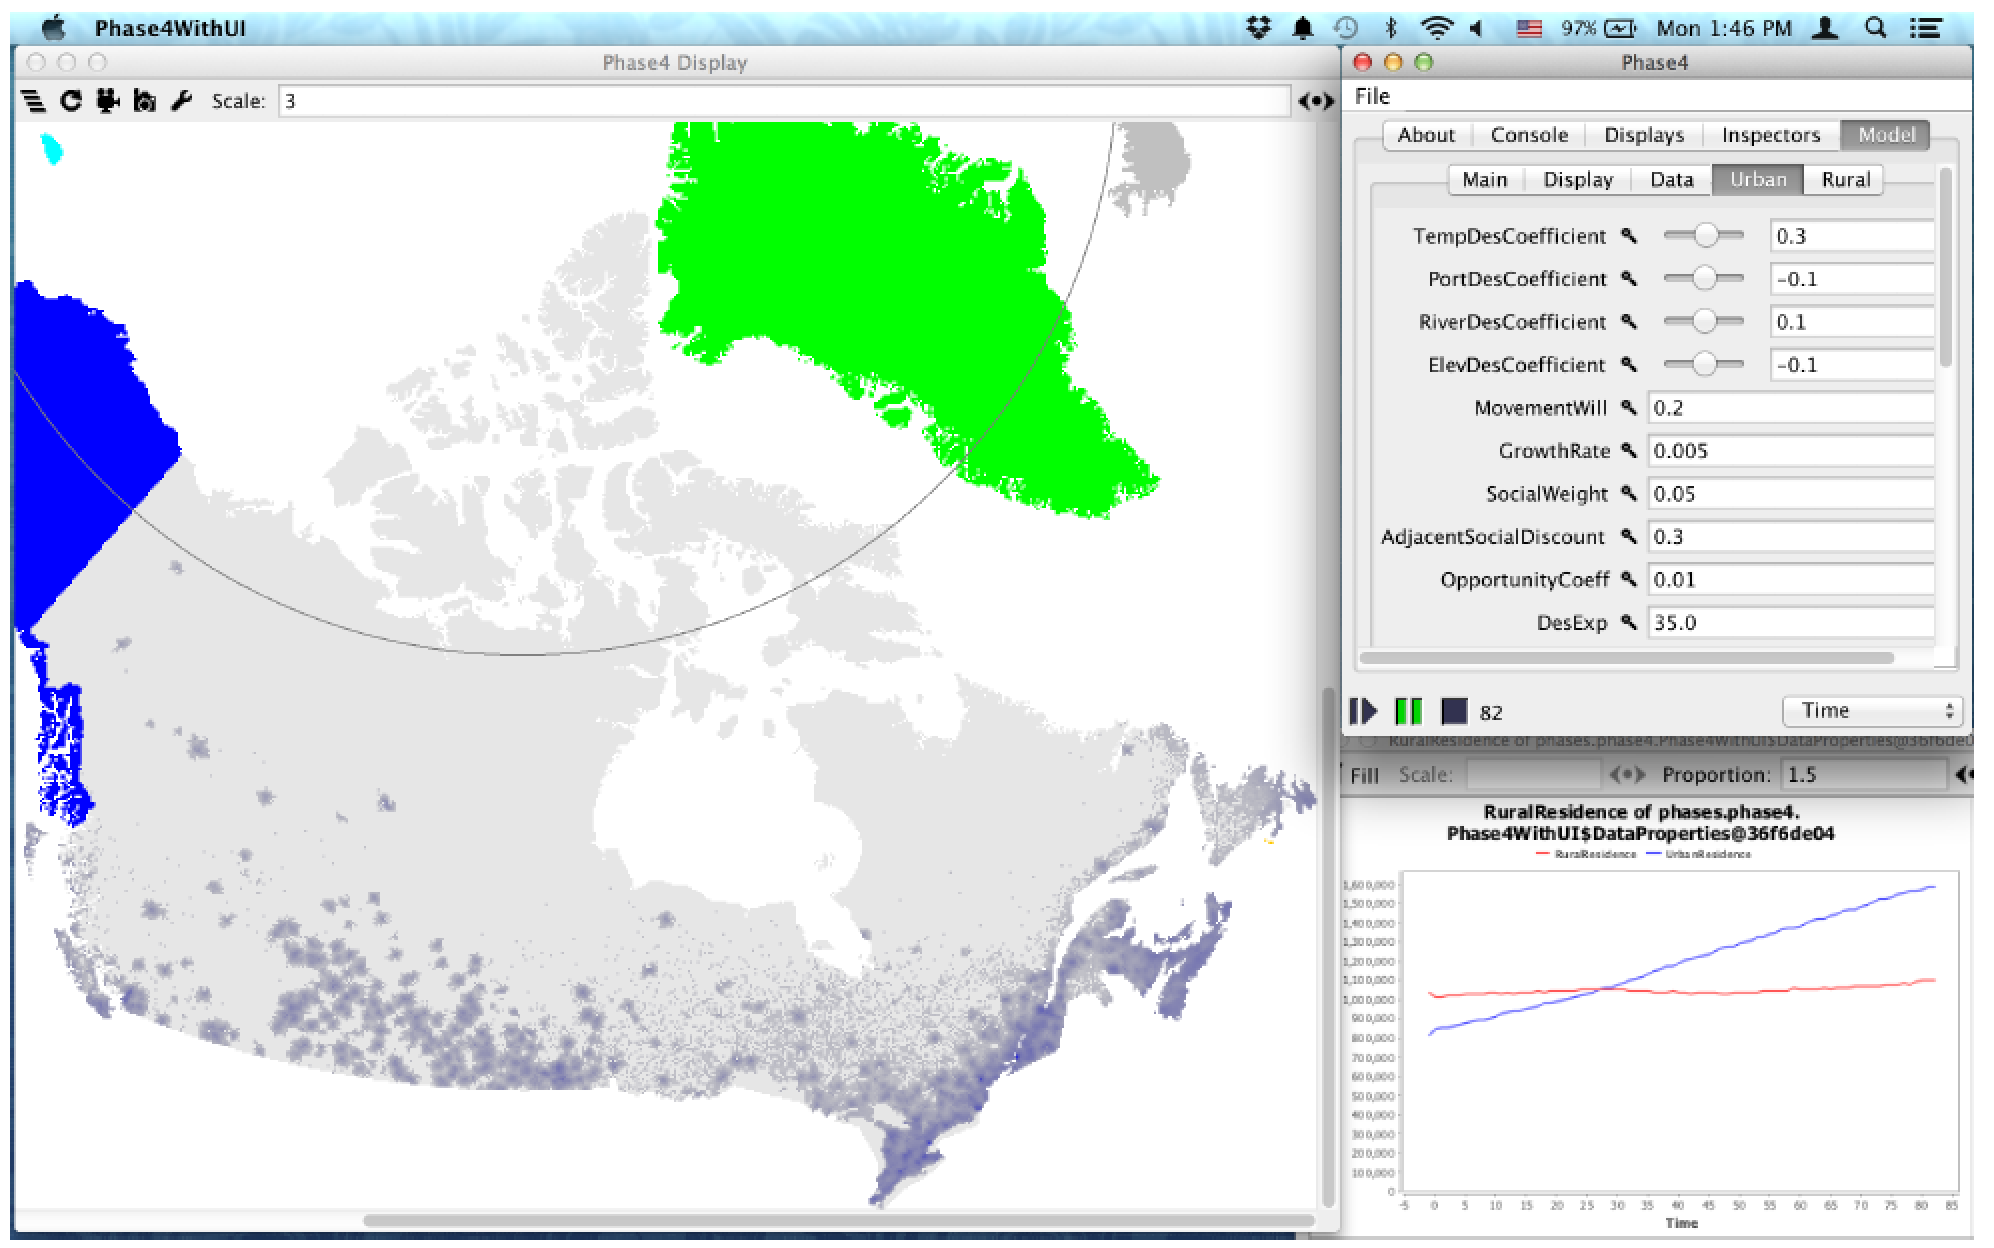 Phase4WithUI 97% Mon 1:46 PM
Phase4 Display
Scale: 3
Phase4
File
About Console Displays Inspectors Model
Main Display Data Urban Rural
TempDesCoefficient 0.3
PortDesCoefficient -0.1
RiverDesCoefficient 0.1
ElevDesCoefficient -0.1
MovementWill 0.2
GrowthRate 0.005
SocialWeight 0.05
AdjacentSocialDiscount 0.3
OpportunityCoeff 0.01
DesExp 35.0
82 Time
RuralResidence of phases.phase4.Phase4WithUI$DataProperties@36f6de0
Fill Scale: Proportion: 1.5
RuralResidence of phases.phase4.
Phase4WithUI$DataProperties@36f6de04
RuralResidence UrbanResidence
1,600,000
1,500,000
1,400,000
1,300,000
1,200,000
1,100,000
1,000,000
900,000
800,000
700,000
600,000
500,000
400,000
300,000
200,000
100,000
0
-5 0 5 10 15 20 25 30 35 40 45 50 55 60 65 70 75 80 85
Time